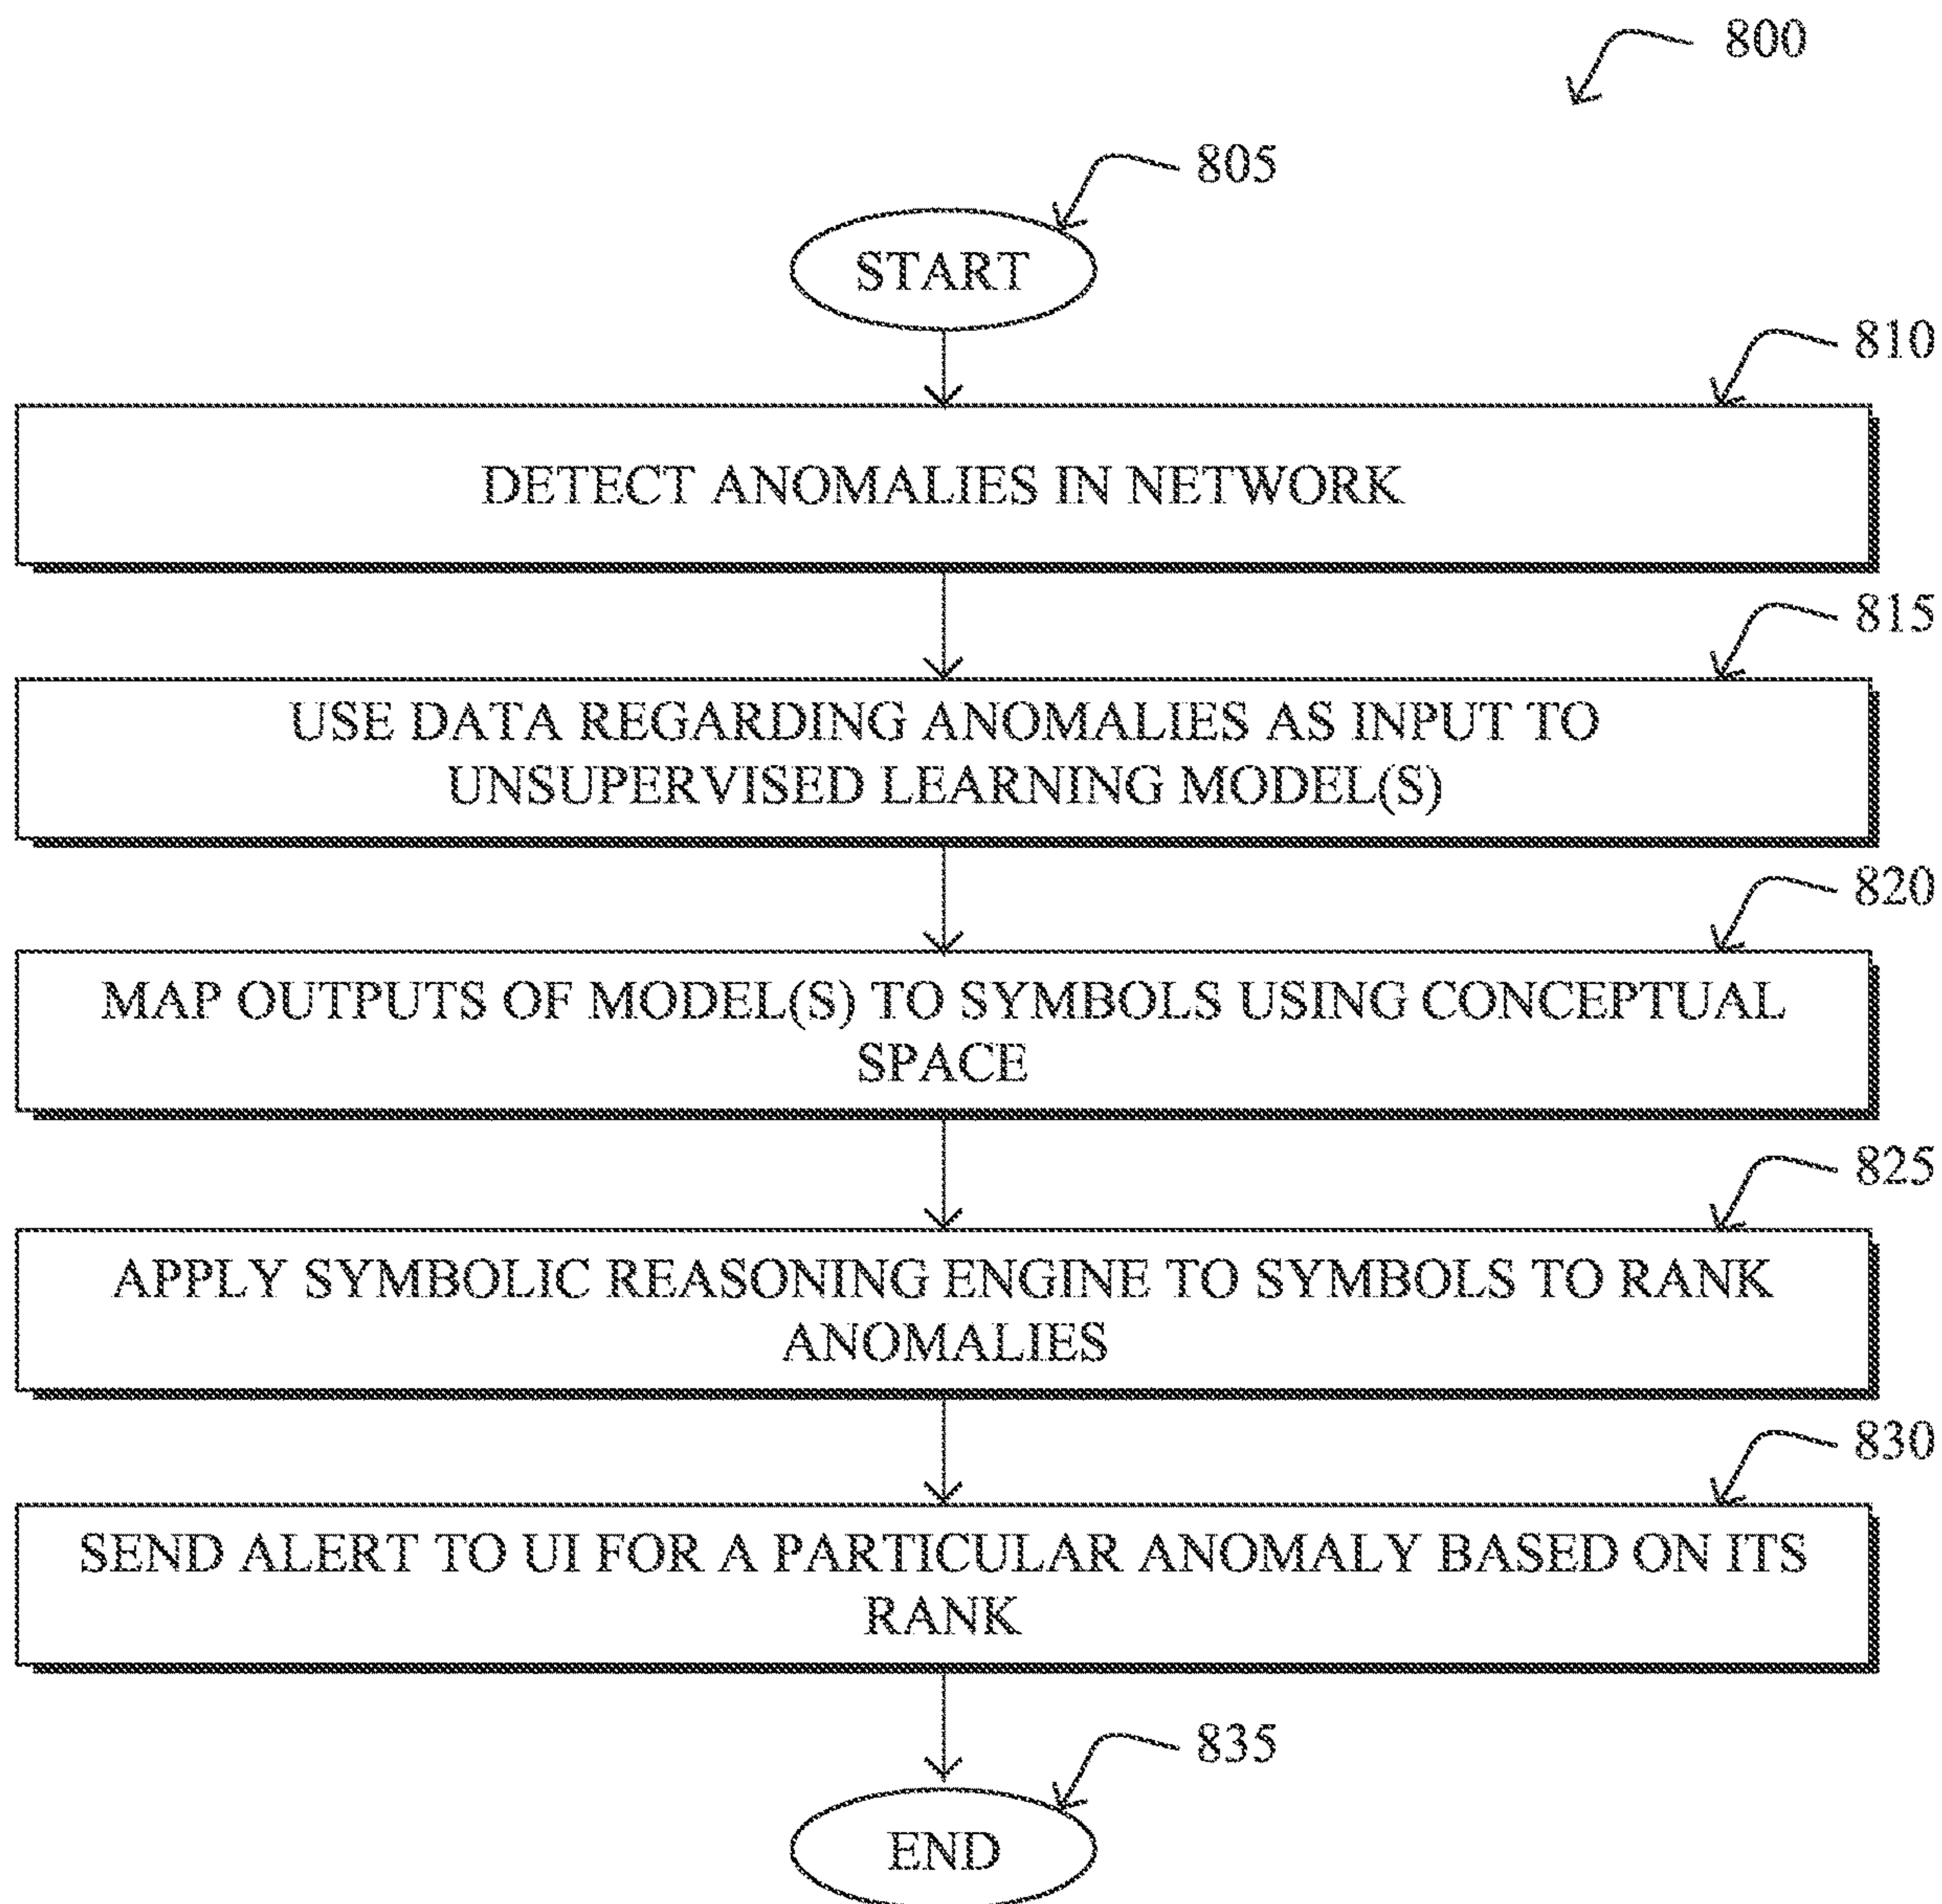 800
805
START
810
DETECT ANOMALIES IN NETWORK
815
USE DATA REGARDING ANOMALIES AS INPUT TO
UNSUPERVISED LEARNING MODEL(S)
820
MAP OUTPUTS OF MODEL(S) TO SYMBOLS USING CONCEPTUAL
SPACE
825
APPLY SYMBOLIC REASONING ENGINE TO SYMBOLS TO RANK
ANOMALIES
830
SEND ALERT TO UI FOR A PARTICULAR ANOMALY BASED ON ITS
RANK
835
END